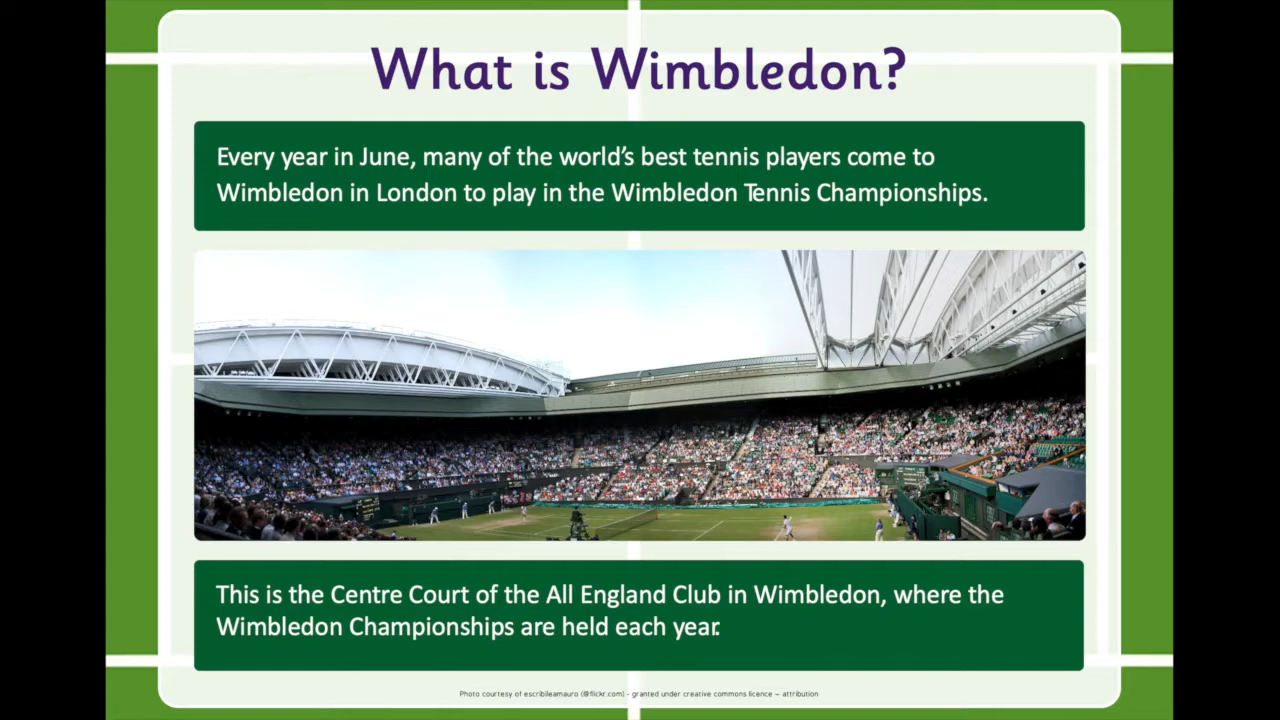 What is Wimbledon?
Every year in June, many of the world's best tennis players come to
Wimbledon in London to play in the Wimbledon Tennis Championships.
This is the Centre Court of the All England Club in Wimbledon, where the
Wimbledon Championships are held each year.
Photo courtesy of escribileamauro (@flickr.com) - granted under creative commons licence – attribution